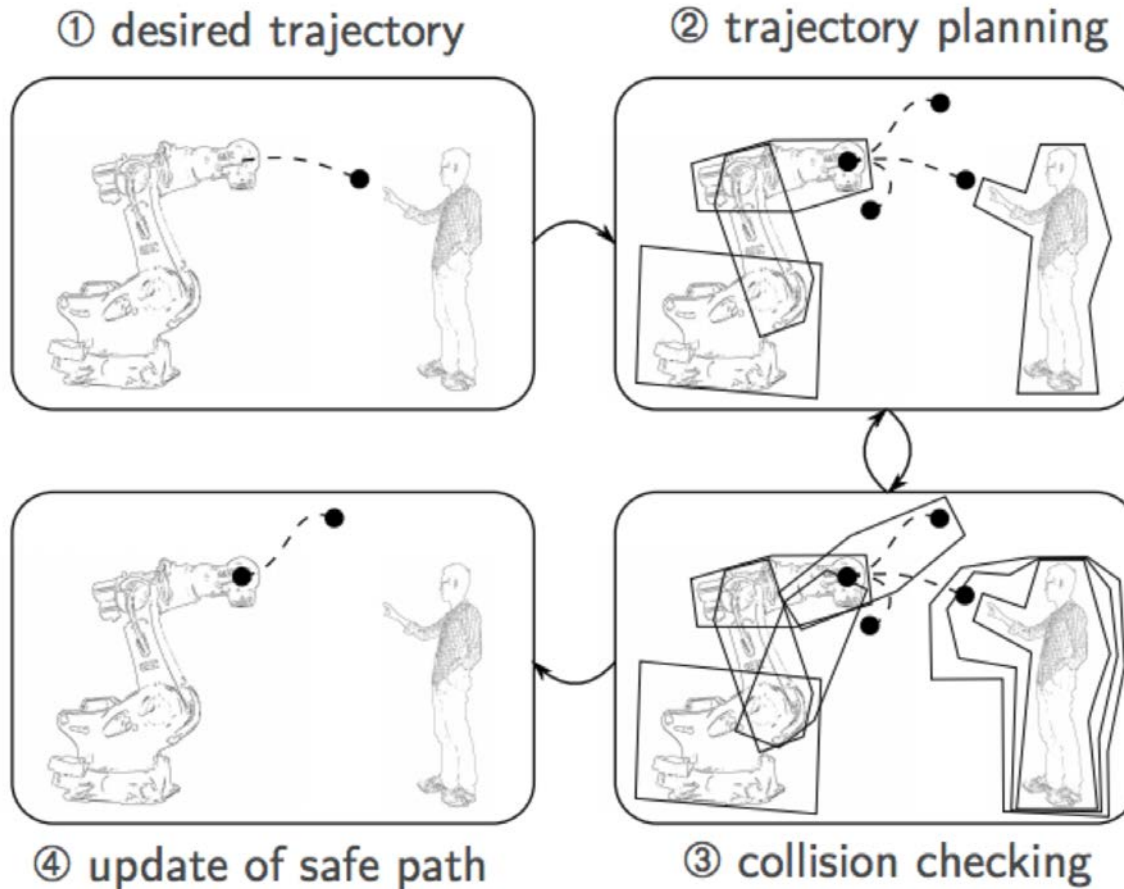 ① desired trajectory
② trajectory planning
④ update of safe path
③ collision checking